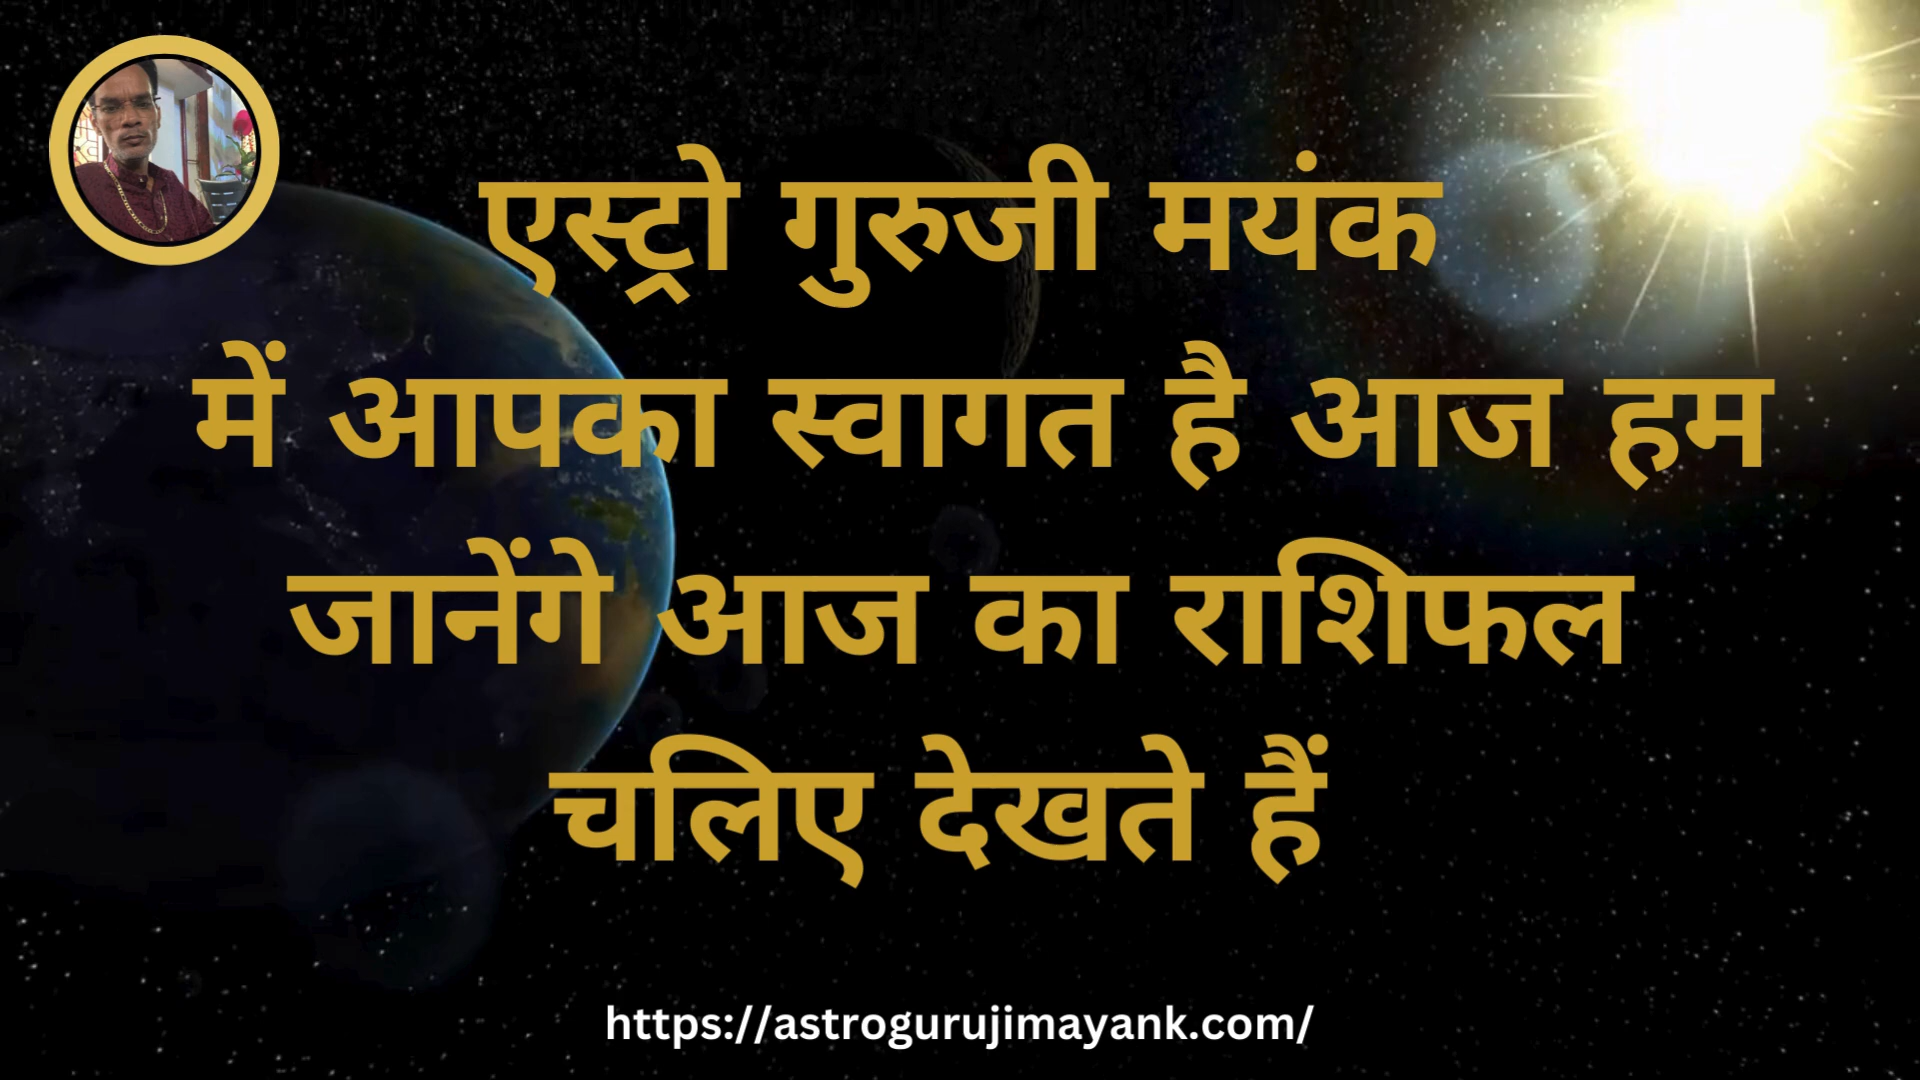 एस्ट्रो गुरुजी मयंक
में आपका स्वागत है आज हम
जानेंगे आज का राशिफल
चलिए देखते हैं
https://astrogurujimayank.com/